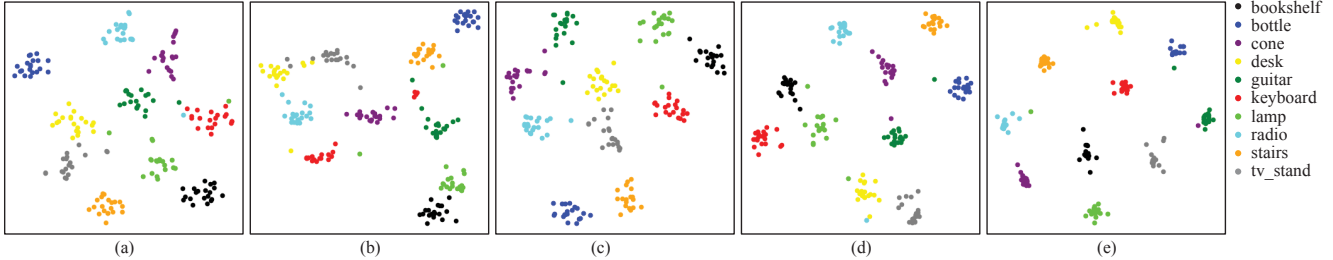 bookshelf
bottle
cone
desk
guitar
keyboard
lamp
radio
stairs
tv_stand
(a) (b) (c) (d) (e)